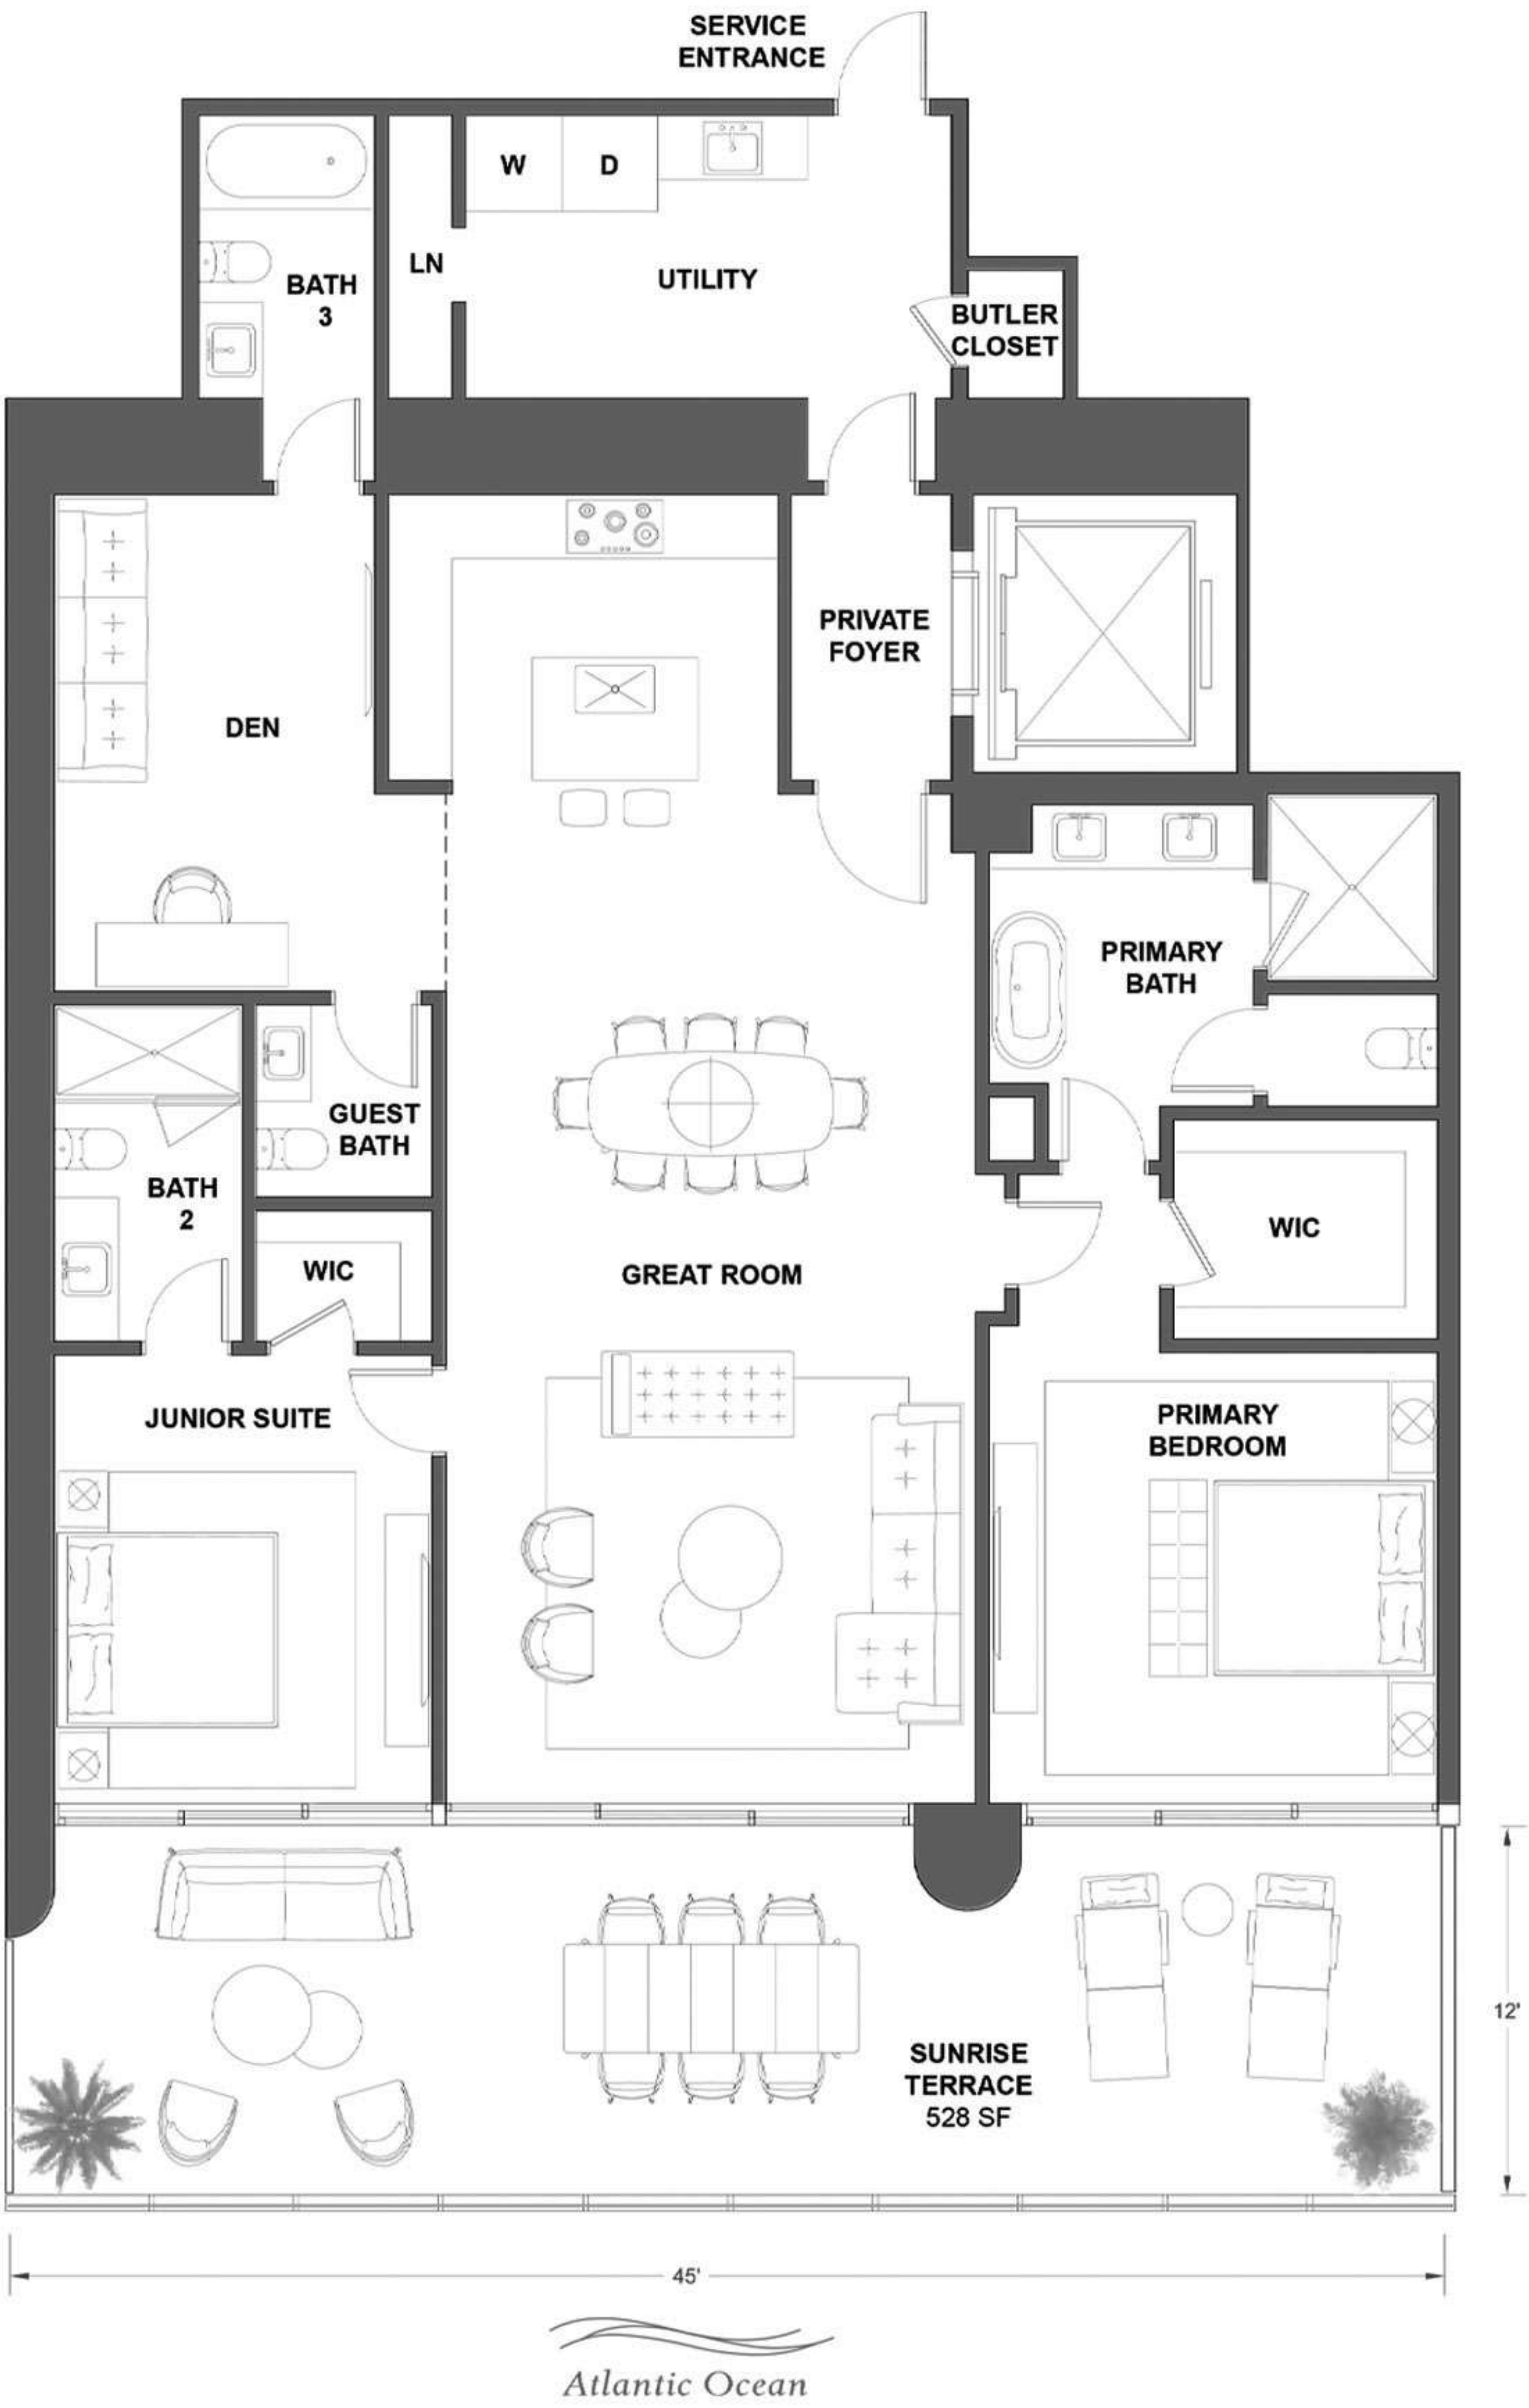 SERVICE
ENTRANCE
W
D
LN
UTILITY
BATH
3
BUTLER
CLOSET
PRIVATE
FOYER
DEN
PRIMARY
BATH
GUEST
BATH
BATH
2
WIC
WIC
GREAT ROOM
JUNIOR SUITE
PRIMARY
BEDROOM
12'
SUNRISE
TERRACE
528 SF
45'
Atlantic Ocean